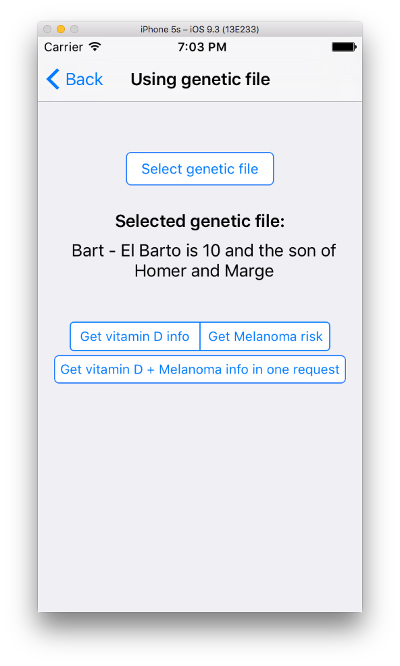 iPhone 5s – iOS 9.3 (13E233)
Carrier 7:03 PM
Back Using genetic file
Select genetic file
Selected genetic file:
Bart - El Barto is 10 and the son of
Homer and Marge
Get vitamin D info Get Melanoma risk
Get vitamin D + Melanoma info in one request